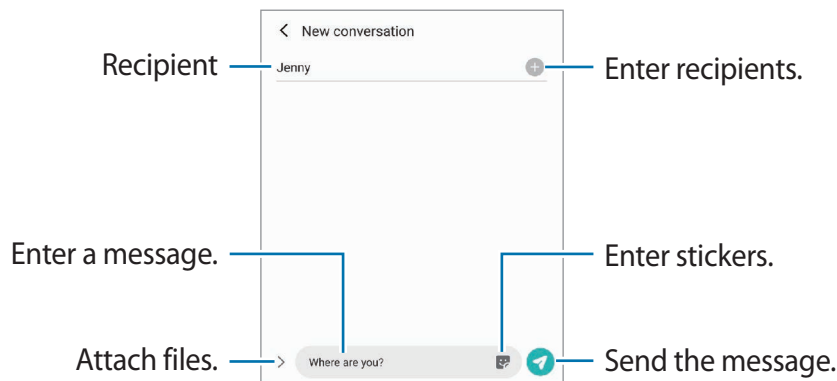 New conversation
Recipient
Jenny
Enter recipients.
Enter a message.
Enter stickers.
Attach files.
Where are you?
Send the message.